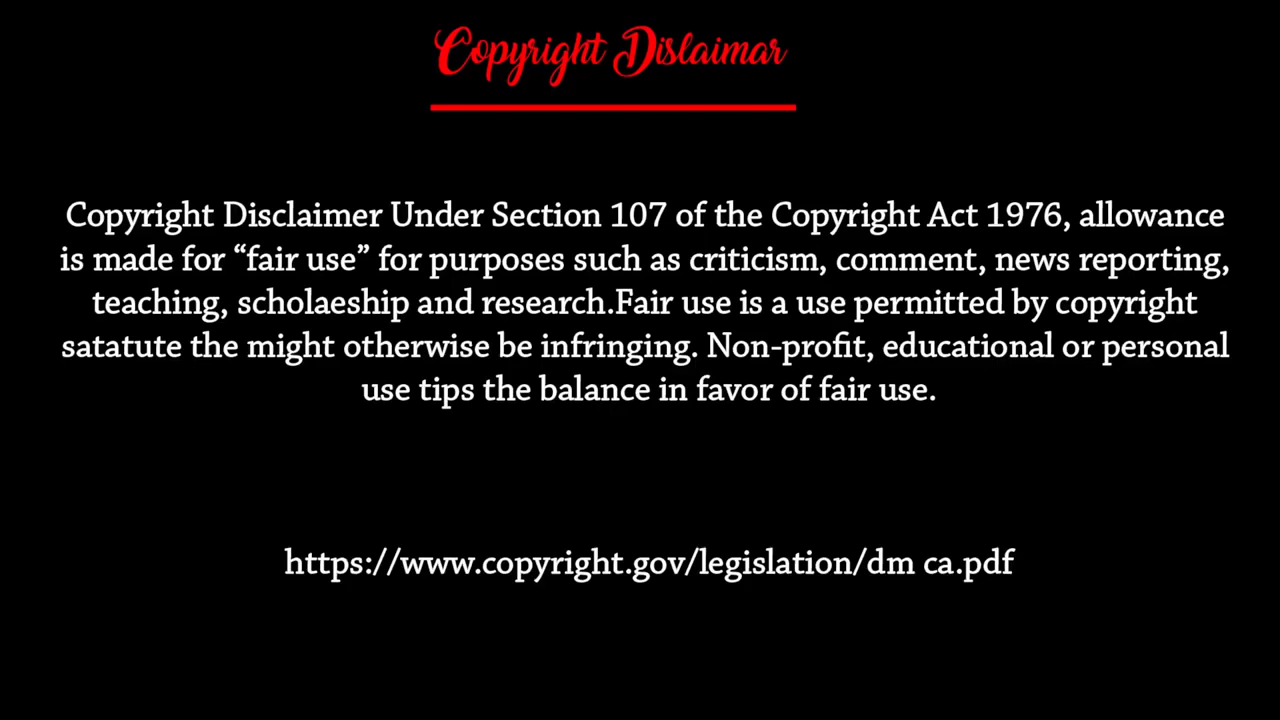 Copyright Dislaimar
Copyright Disclaimer Under Section 107 of the Copyright Act 1976, allowance
is made for “fair use” for purposes such as criticism, comment, news reporting,
teaching, scholaeship and research.Fair use is a use permitted by copyright
satatute the might otherwise be infringing. Non-profit, educational or personal
use tips the balance in favor of fair use.
https://www.copyright.gov/legislation/dm ca.pdf